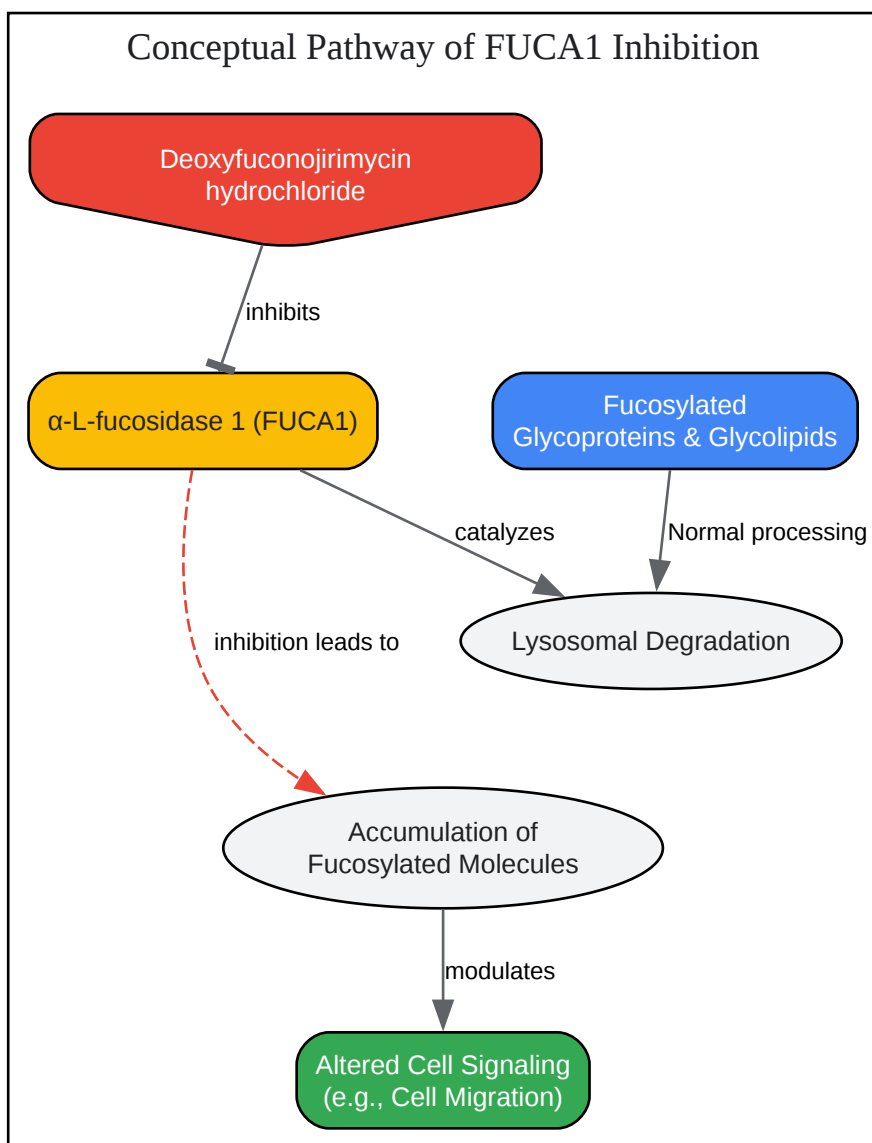 Conceptual Pathway of FUCA1 Inhibition
Deoxyfuconojirimycin
hydrochloride
inhibits
α-L-fucosidase 1 (FUCA1)
Fucosylated
Glycoproteins & Glycolipids
catalyzes
Normal processing
Lysosomal Degradation
inhibition leads to
Accumulation of
Fucosylated Molecules
modulates
Altered Cell Signaling
(e.g., Cell Migration)